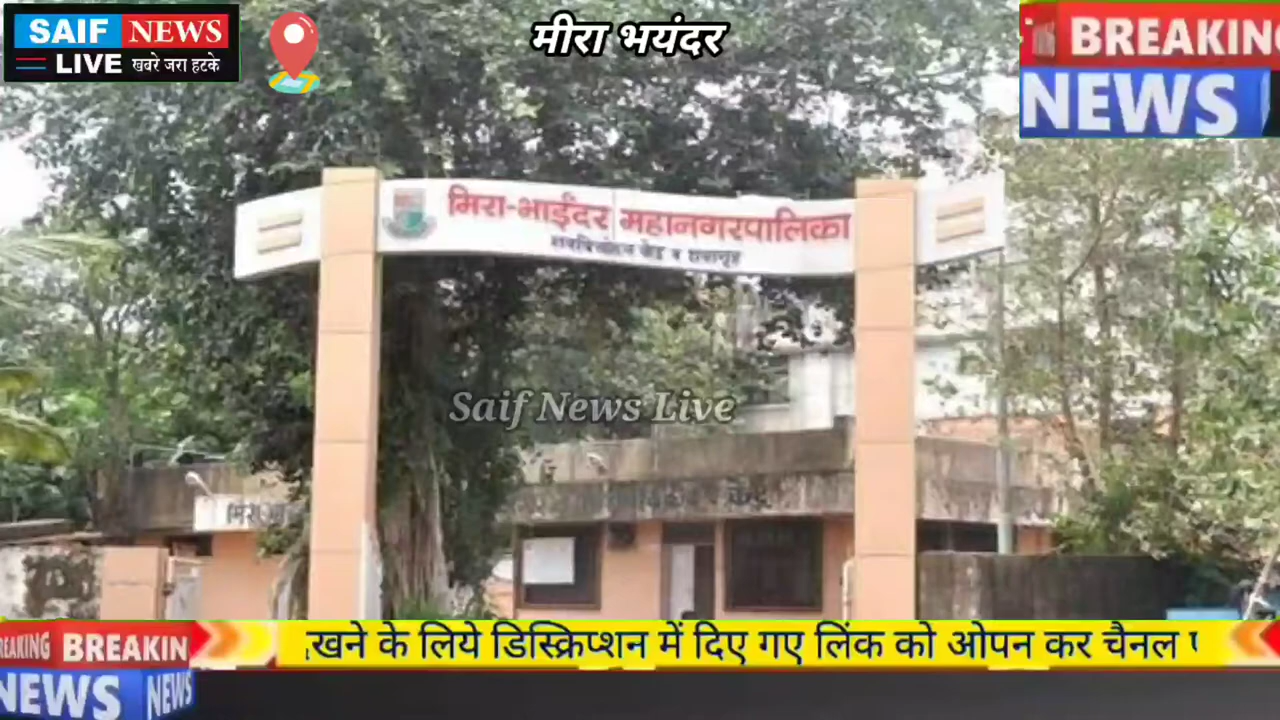 SAIF NEWS
LIVE खबरे जरा हटके
मीरा भयंदर
BREAKING
NEWS
मिरा-भाईंदर महानगरपालिका
Saif News Live
केंद्र
खने के लिये डिस्क्रिप्शन में दिए गए लिंक को ओपन कर चैनल
BREAKING BREAKIN
NEWS NEWS